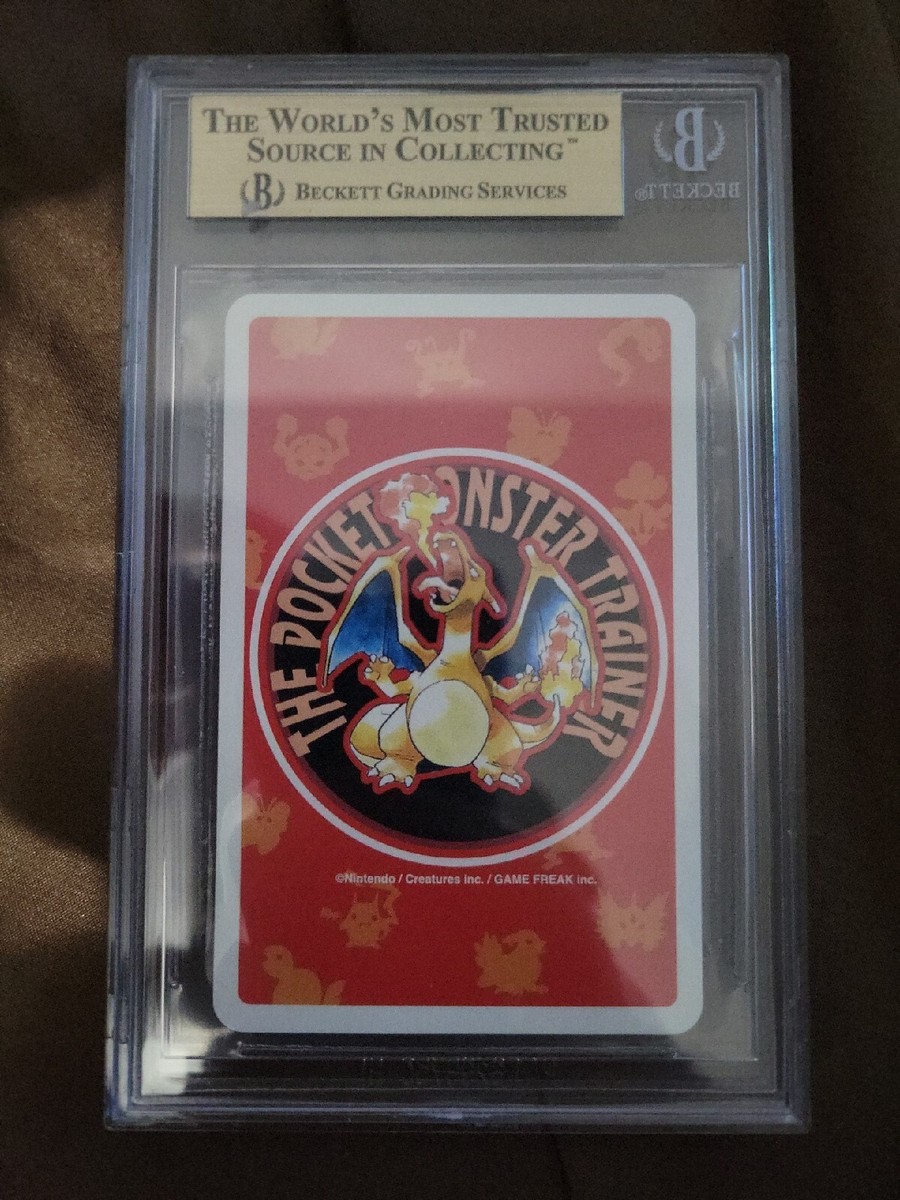 THE WORLD'S MOST TRUSTED
SOURCE IN COLLECTING™
B BECKETT GRADING SERVICES
B
BECKETT®
THE POCKET MONSTER TRAINER
©Nintendo / Creatures inc. / GAME FREAK inc.